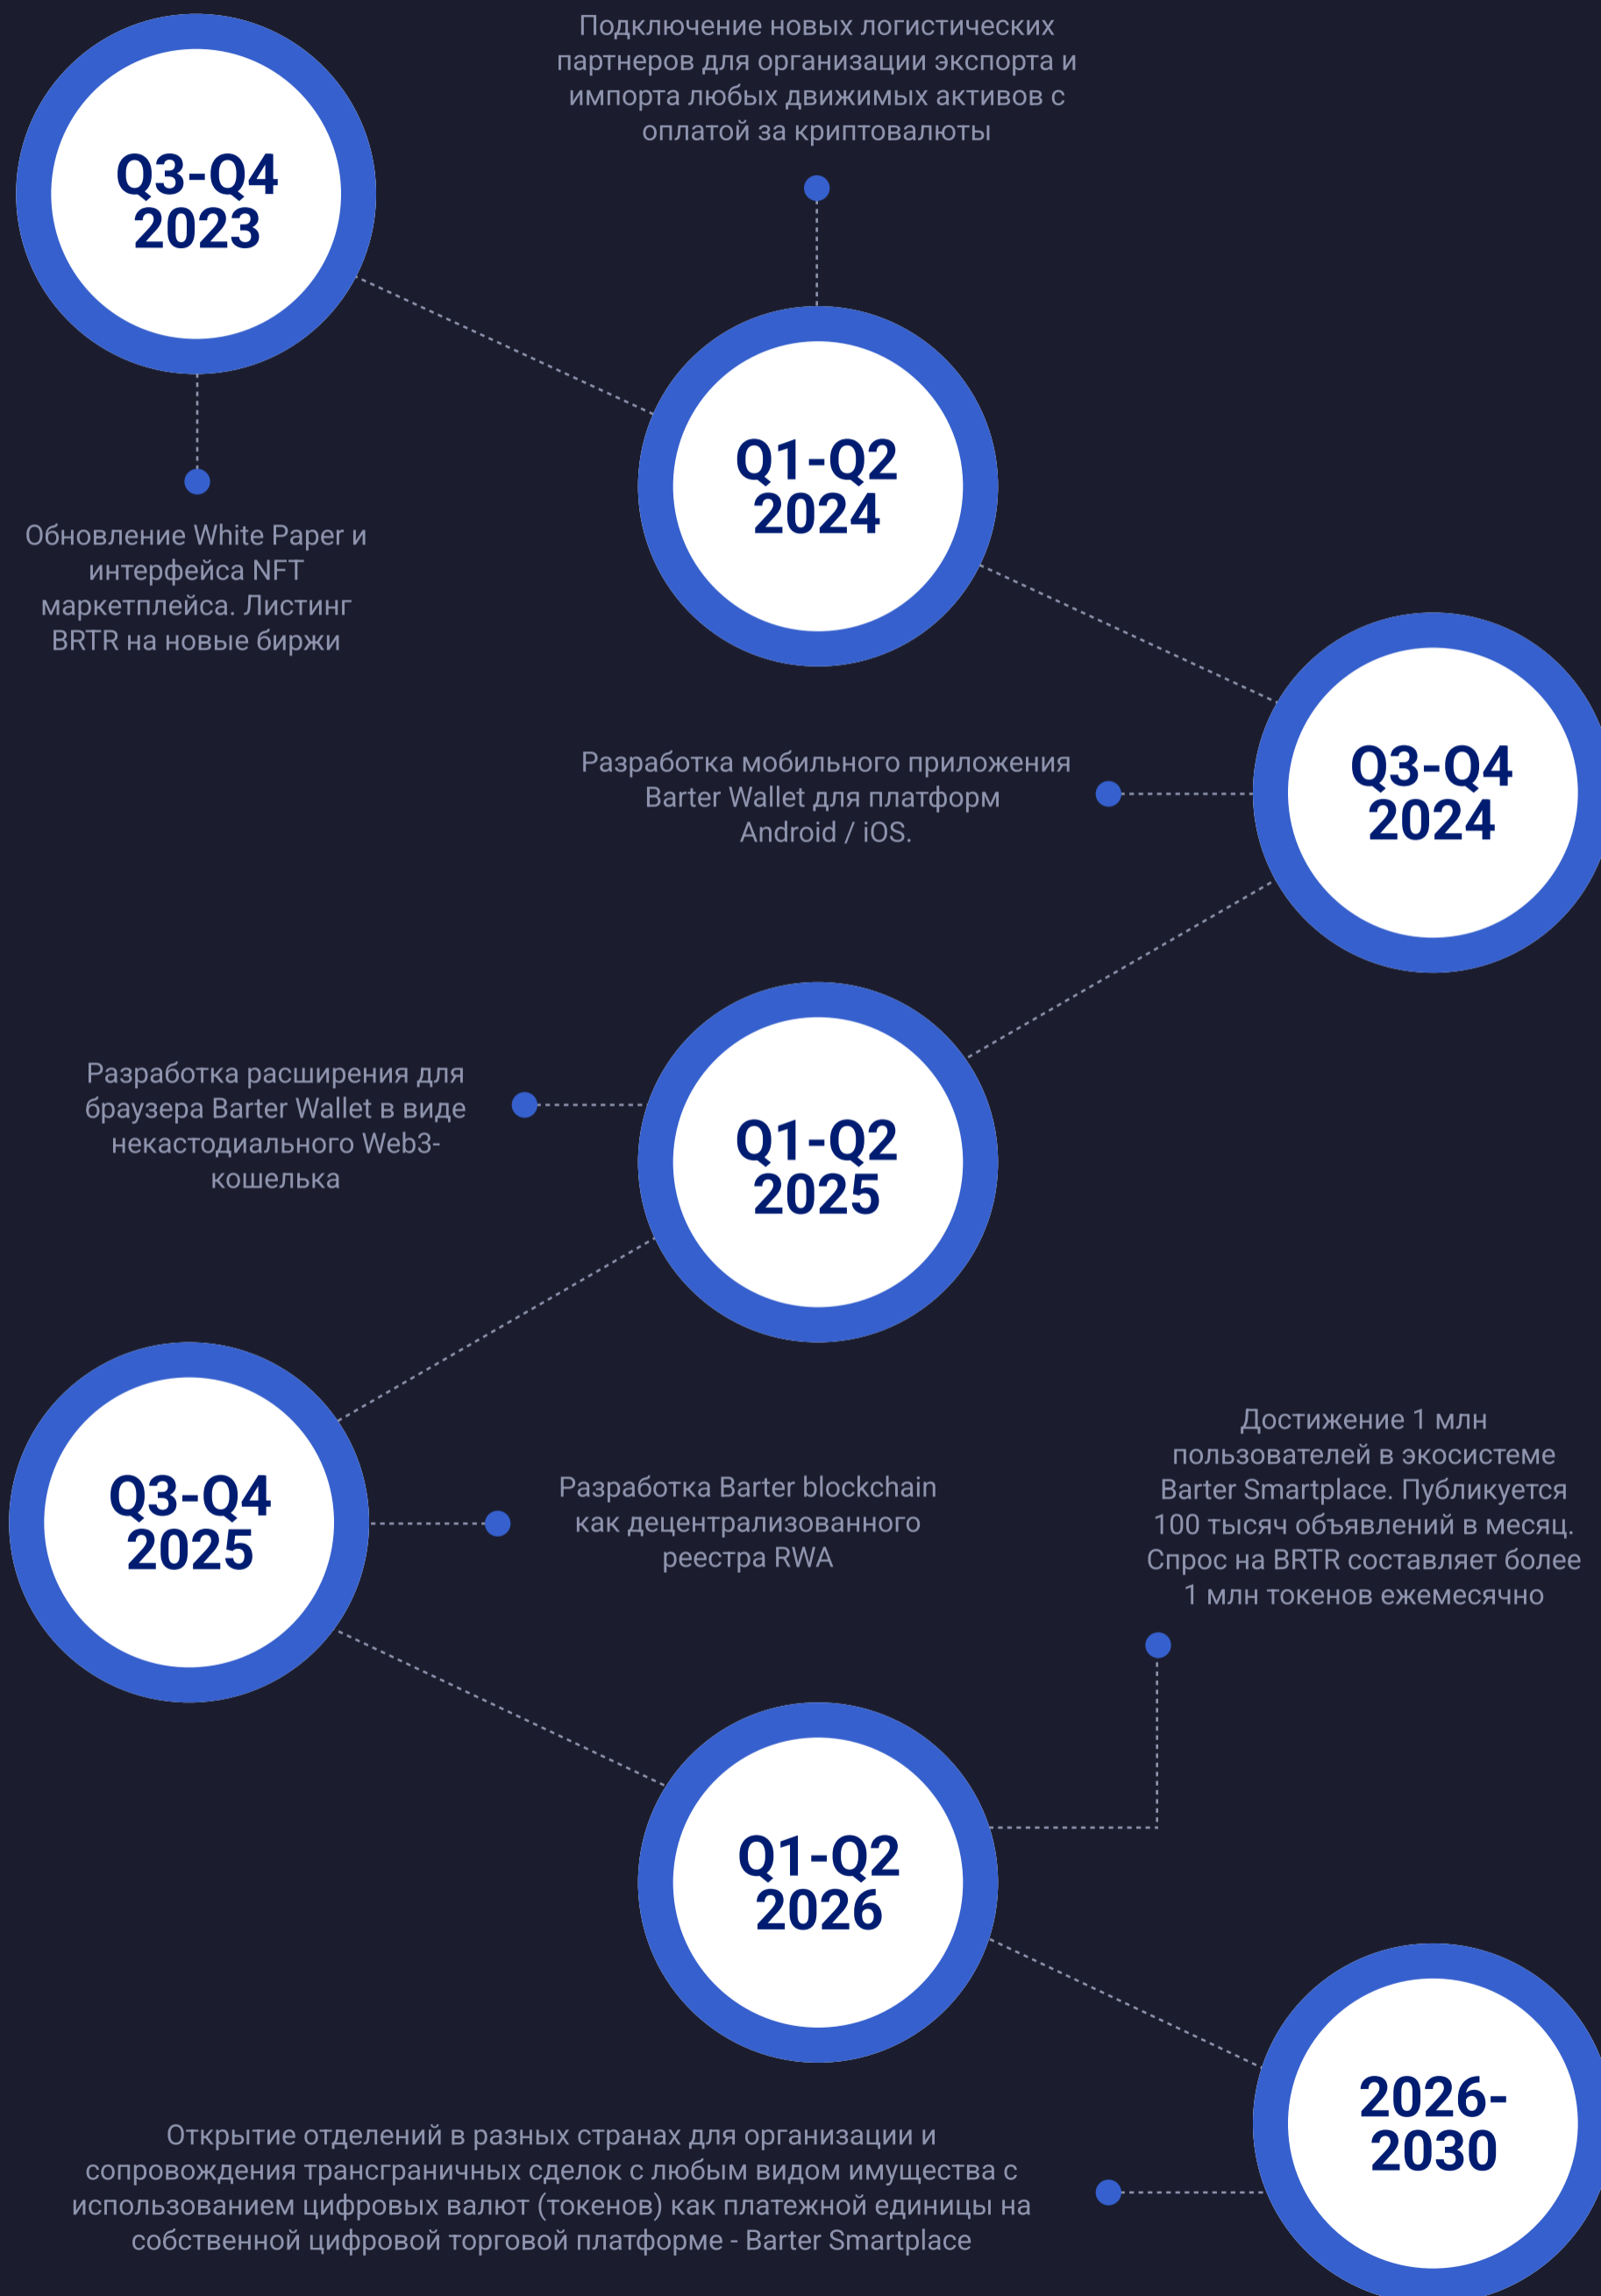 Q3-Q4
2023
Обновление White Paper и
интерфейса NFT
маркетплейса. Листинг
BRTR на новые биржи
Подключение новых логистических
партнеров для организации экспорта и
импорта любых движимых активов с
оплатой за криптовалюты
Q1-Q2
2024
Q3-Q4
2024
Разработка мобильного приложения
Barter Wallet для платформ
Android / iOS.
Q1-Q2
2025
Разработка расширения для
браузера Barter Wallet в виде
некастодиального Web3-
кошелька
Q3-Q4
2025
Разработка Barter blockchain
как децентрализованного
реестра RWA
Достижение 1 млн
пользователей в экосистеме
Barter Smartplace. Публикуется
100 тысяч объявлений в месяц.
Спрос на BRTR составляет более
1 млн токенов ежемесячно
Q1-Q2
2026
2026-
2030
Открытие отделений в разных странах для организации и
сопровождения трансграничных сделок с любым видом имущества с
использованием цифровых валют (токенов) как платежной единицы на
собственной цифровой торговой платформе - Barter Smartplace